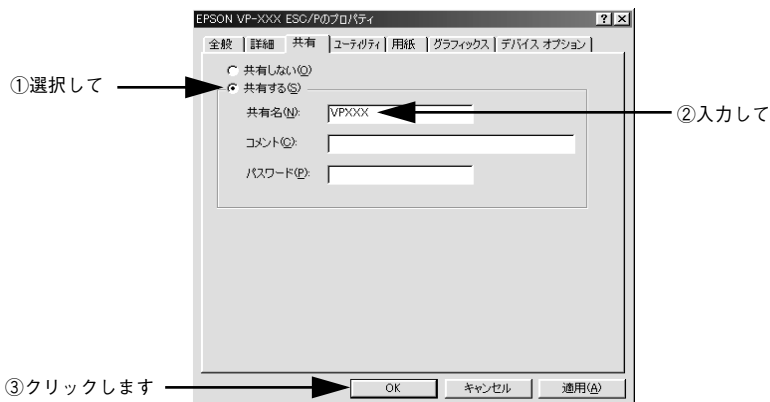 EPSON VP-XXX ESC/Pのプロパティ
全般 詳細 共有 ユーティリティ 用紙 グラフィックス デバイス オプション
共有しない(O)
①選択して
共有する(S)
共有名(N): VPXXX
②入力して
コメント(C):
パスワード(P):
③クリックします
OK キャンセル 適用(A)